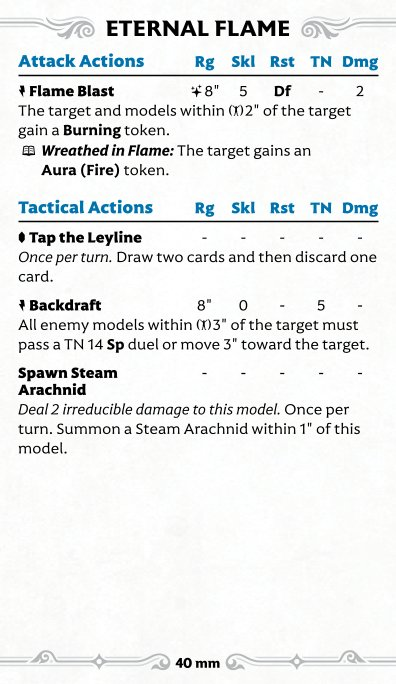 ETERNAL FLAME
Attack Actions Rg Skl Rst TN Dmg
Flame Blast 8" 5 Df - 2
The target and models within 2" of the target
gain a Burning token.
Wreathed in Flame: The target gains an
Aura (Fire) token.
Tactical Actions Rg Skl Rst TN Dmg
Tap the Leyline - - - - -
Once per turn. Draw two cards and then discard one
card.
Backdraft 8" 0 - 5 -
All enemy models within 3" of the target must
pass a TN 14 Sp duel or move 3" toward the target.
Spawn Steam - - - - -
Arachnid
Deal 2 irreducible damage to this model. Once per
turn. Summon a Steam Arachnid within 1" of this
model.
40 mm